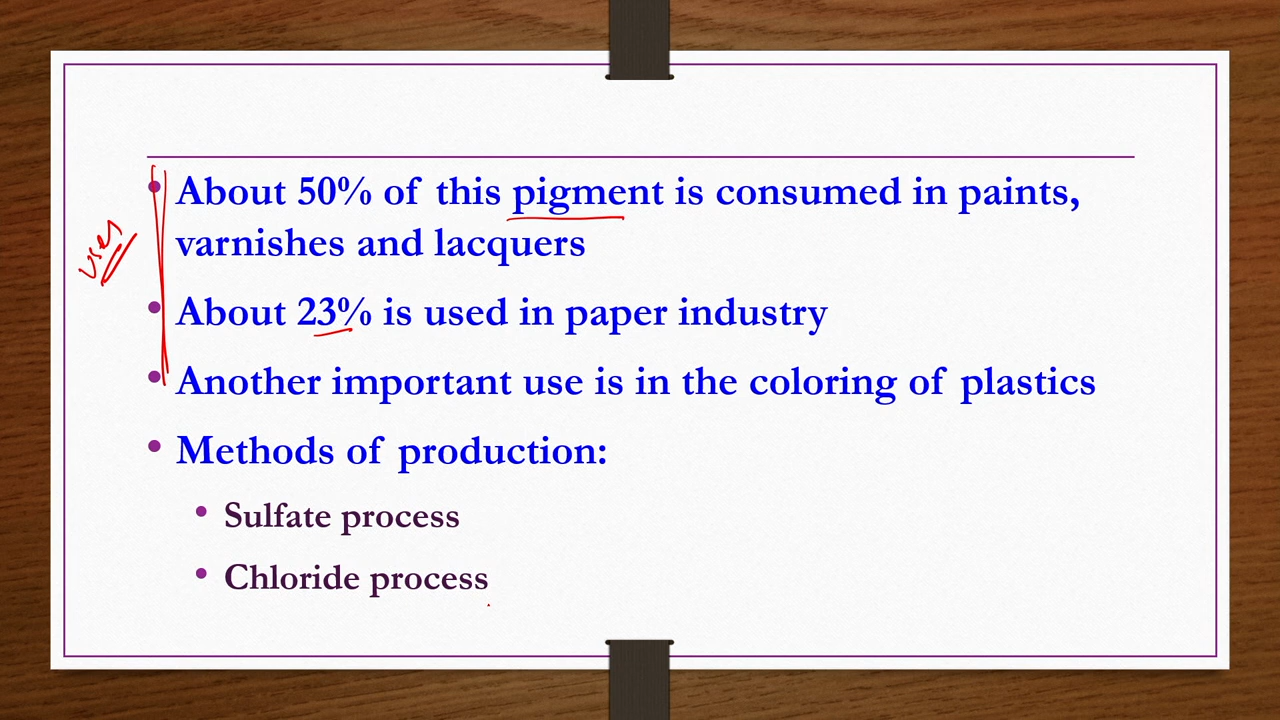 • About 50% of this pigment is consumed in paints,
varnishes and lacquers
uses
• About 23% is used in paper industry
• Another important use is in the coloring of plastics
• Methods of production:
• Sulfate process
• Chloride process